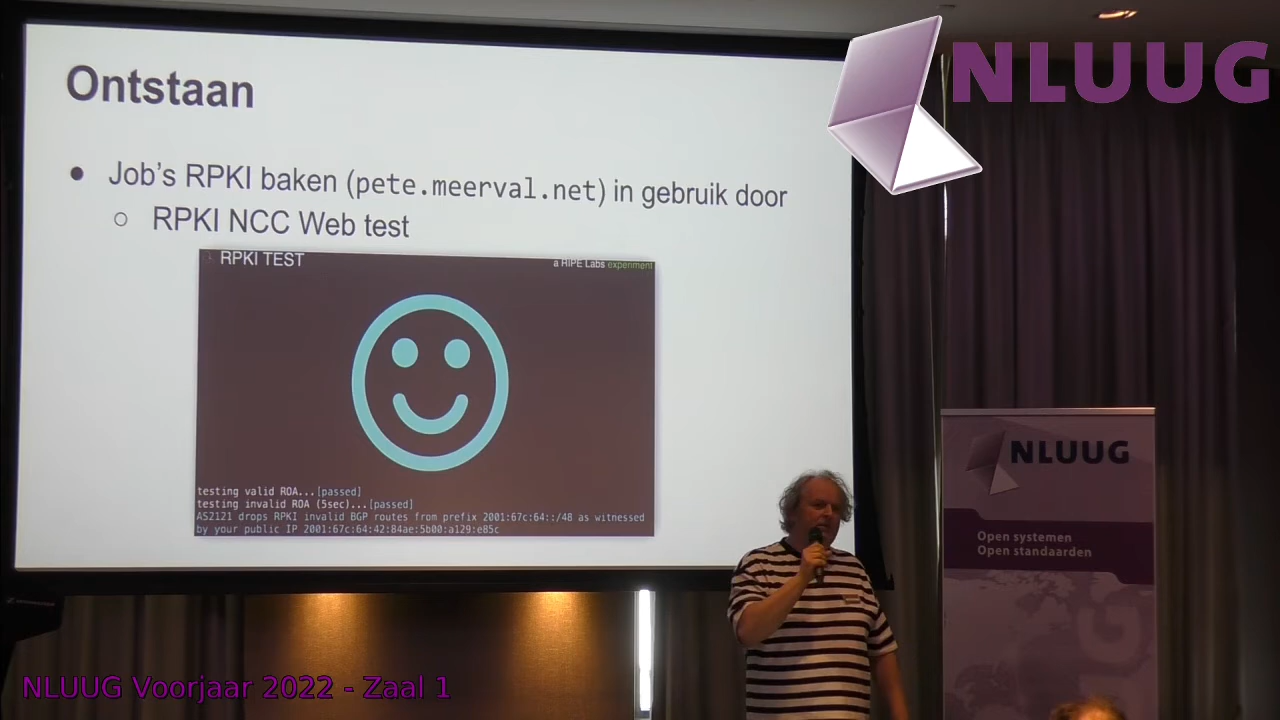 Ontstaan
NLUUG
● Job's RPKI baken (pete.meerval.net) in gebruik door
○ RPKI NCC Web test
RPKI TEST
a RIPE Labs experiment
testing valid ROA...[passed]
testing invalid ROA (5sec)...[passed]
AS2121 drops RPKI invalid BGP routes from prefix 2001:67c:64::/48 as witnessed
by your public IP 2001:67c:64:42:84ae:5b00:a129:e85c
NLUUG
Open systemen
Open standaarden
NLUUG Voorjaar 2022 - Zaal 1